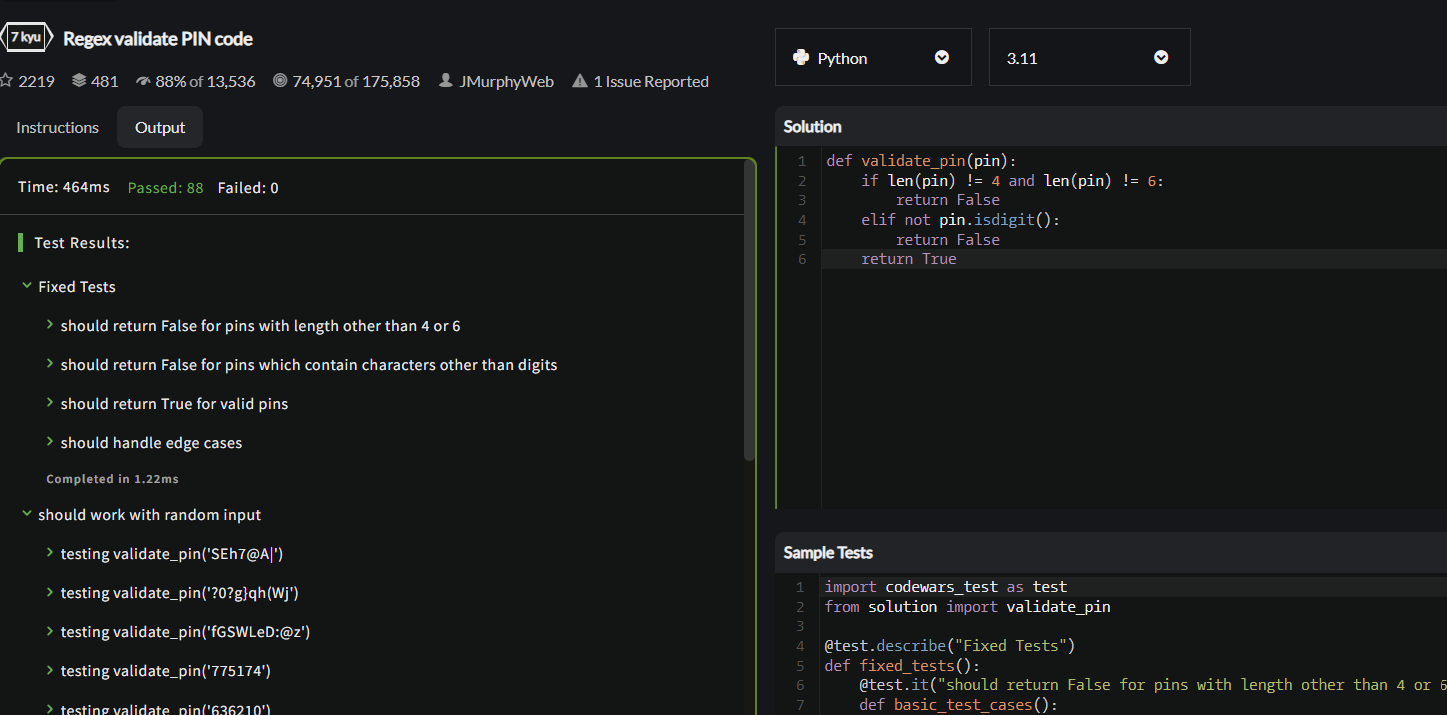 7 kyu Regex validate PIN code
2219 481 88% of 13,536 74,951 of 175,858 JMurphyWeb 1 Issue Reported
Instructions Output
Time: 464ms Passed: 88 Failed: 0
Test Results:
Fixed Tests
should return False for pins with length other than 4 or 6
should return False for pins which contain characters other than digits
should return True for valid pins
should handle edge cases
Completed in 1.22ms
should work with random input
testing validate_pin('SEh7@A|')
testing validate_pin('?0?g}qh(Wj')
testing validate_pin('fGSWLeD:@z')
testing validate_pin('775174')
testing validate_pin('636210')
Python 3.11
Solution
1 def validate_pin(pin):
2 if len(pin) != 4 and len(pin) != 6:
3 return False
4 elif not pin.isdigit():
5 return False
6 return True
Sample Tests
1 import codewars_test as test
2 from solution import validate_pin
3
4 @test.describe("Fixed Tests")
5 def fixed_tests():
6 @test.it("should return False for pins with length other than 4 or 6
7 def basic_test_cases():